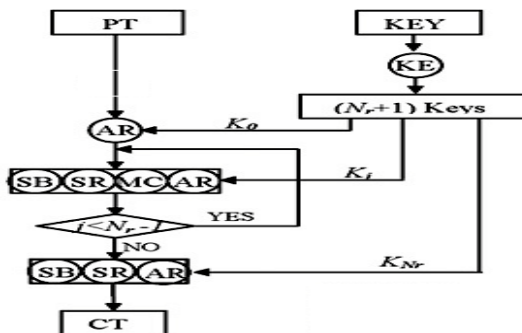 PT KEY
KE
(Nr+1) Keys
AR K0
SB SR MC AR Ki
i<Nr-1 YES
NO
SB SR AR KNr
CT